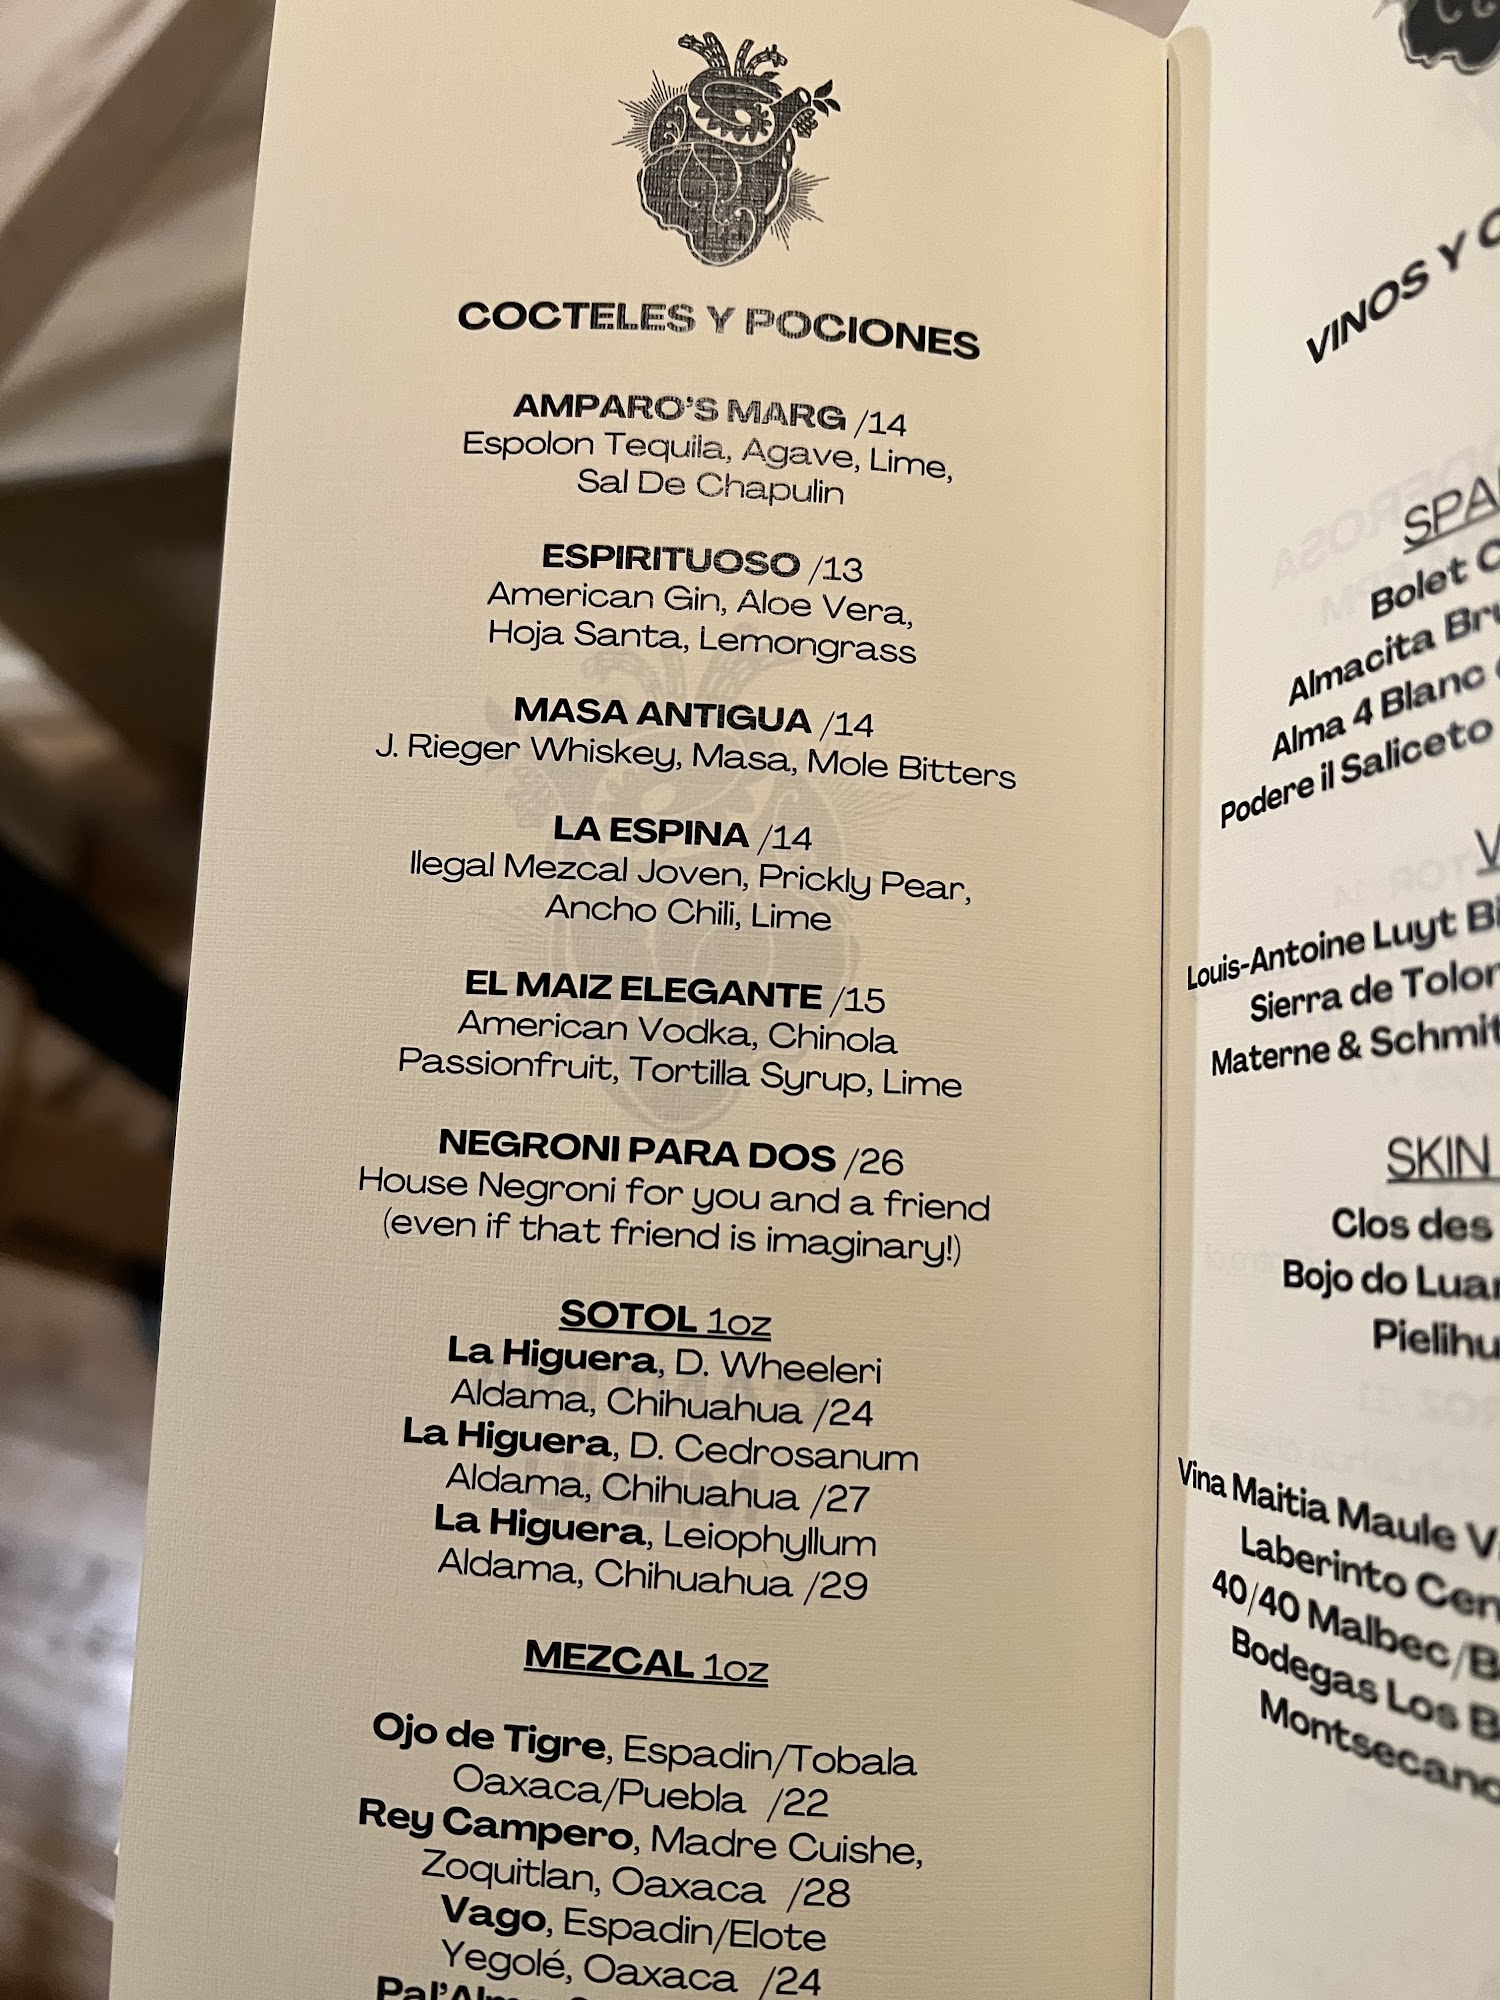 COCTELES Y POCIONES
AMPARO'S MARG /14
Espolon Tequila, Agave, Lime,
Sal De Chapulin
ESPIRITUOSO /13
American Gin, Aloe Vera,
Hoja Santa, Lemongrass
MASA ANTIGUA /14
J. Rieger Whiskey, Masa, Mole Bitters
LA ESPINA /14
Ilegal Mezcal Joven, Prickly Pear,
Ancho Chili, Lime
EL MAIZ ELEGANTE /15
American Vodka, Chinola
Passionfruit, Tortilla Syrup, Lime
NEGRONI PARA DOS /26
House Negroni for you and a friend
(even if that friend is imaginary!)
SOTOL 1oz
La Higuera, D. Wheeleri
Aldama, Chihuahua /24
La Higuera, D. Cedrosanum
Aldama, Chihuahua /27
La Higuera, Leiophyllum
Aldama, Chihuahua /29
MEZCAL 1oz
Ojo de Tigre, Espadin/Tobala
Oaxaca/Puebla /22
Rey Campero, Madre Cuishe,
Zoquitlan, Oaxaca /28
Vago, Espadin/Elote
Yegolé, Oaxaca /24
VINOS Y
Bolet
Almacita
Alma 4 Blanc
Podere il Saliceto
Louis-Antoine Luyt
Sierra de
Materne &
SKIN
Clos des
Bojo do
Vina Maitia Maule
Laberinto
40/40 Malbec/
Bodegas Los